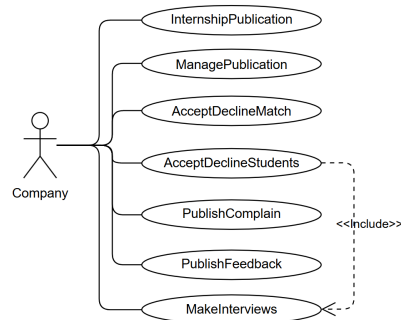 InternshipPublication
ManagePublication
AcceptDeclineMatch
AcceptDeclineStudents
Company
PublishComplain
<<Include>>
PublishFeedback
MakeInterviews